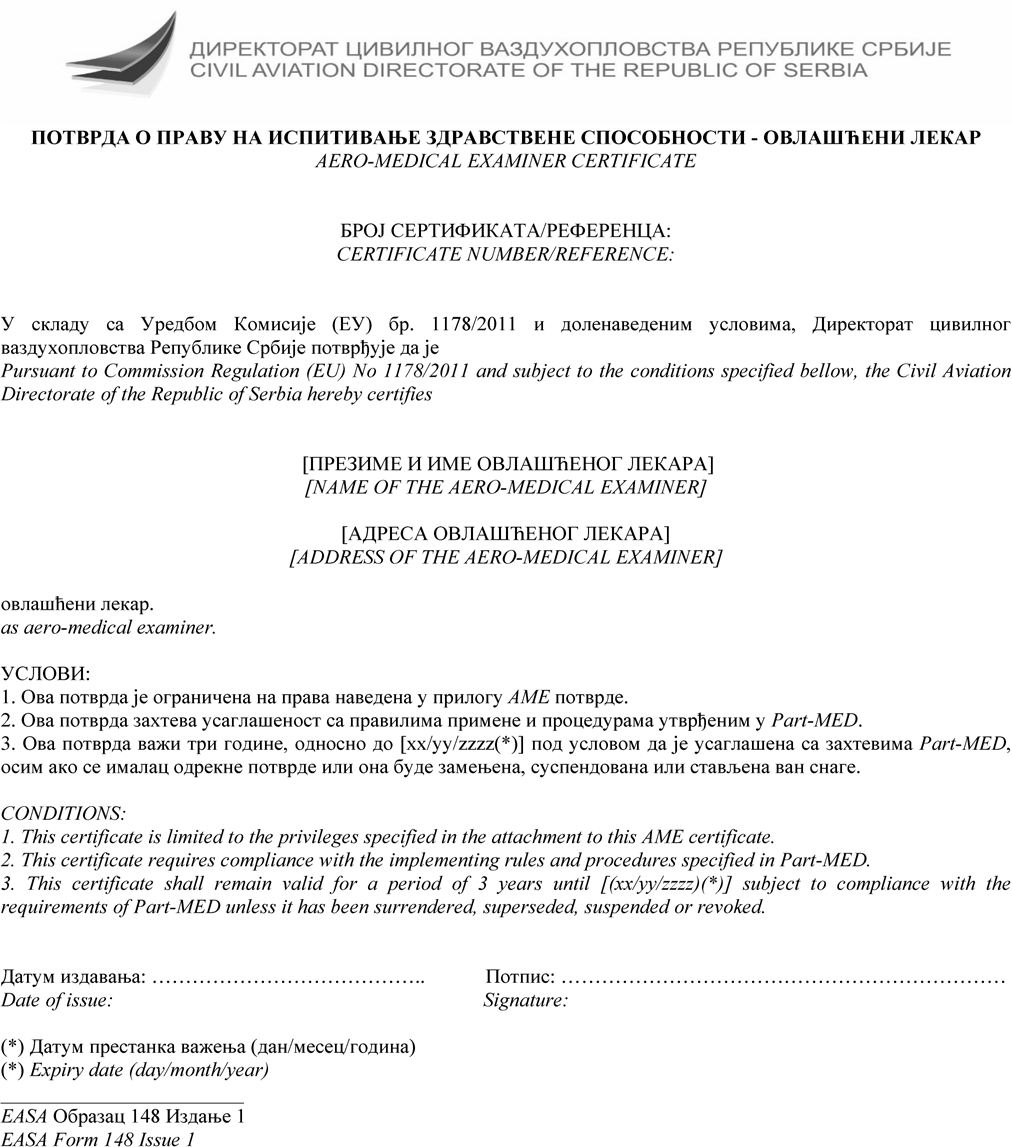 ДИРЕКТОРАТ ЦИВИЛНОГ ВАЗДУХОПЛОВСТВА РЕПУБЛИКЕ СРБИЈЕ
CIVIL AVIATION DIRECTORATE OF THE REPUBLIC OF SERBIA
ПОТВРДА О ПРАВУ НА ИСПИТИВАЊЕ ЗДРАВСТВЕНЕ СПОСОБНОСТИ - ОВЛАШЋЕНИ ЛЕКАР
AERO-MEDICAL EXAMINER CERTIFICATE
БРОЈ СЕРТИФИКАТА/РЕФЕРЕНЦА:
CERTIFICATE NUMBER/REFERENCE:
У складу са Уредбом Комисије (ЕУ) бр. 1178/2011 и доленаведеним условима, Директорат цивилног
ваздухопловства Републике Србије потврђује да је
Pursuant to Commission Regulation (EU) No 1178/2011 and subject to the conditions specified bellow, the Civil Aviation
Directorate of the Republic of Serbia hereby certifies
[ПРЕЗИМЕ И ИМЕ ОВЛАШЋЕНОГ ЛЕКАРА]
[NAME OF THE AERO-MEDICAL EXAMINER]
[АДРЕСА ОВЛАШЋЕНОГ ЛЕКАРА]
[ADDRESS OF THE AERO-MEDICAL EXAMINER]
овлашћени лекар.
as aero-medical examiner.
УСЛОВИ:
1. Ова потврда је ограничена на права наведена у прилогу AME потврде.
2. Ова потврда захтева усаглашеност са правилима примене и процедурама утврђеним у Part-MED.
3. Ова потврда важи три године, односно до [xx/yy/zzzz(*)] под условом да је усаглашена са захтевима Part-MED,
осим ако се ималац одрекне потврде или она буде замењена, суспендована или стављена ван снаге.
CONDITIONS:
1. This certificate is limited to the privileges specified in the attachment to this AME certificate.
2. This certificate requires compliance with the implementing rules and procedures specified in Part-MED.
3. This certificate shall remain valid for a period of 3 years until [(xx/yy/zzzz)(*)] subject to compliance with the
requirements of Part-MED unless it has been surrendered, superseded, suspended or revoked.
Датум издавања: ………………………………….. Потпис: …………………………………………………………
Date of issue: Signature:
(*) Датум престанка важења (дан/месец/година)
(*) Expiry date (day/month/year)
EASA Образац 148 Издање 1
EASA Form 148 Issue 1